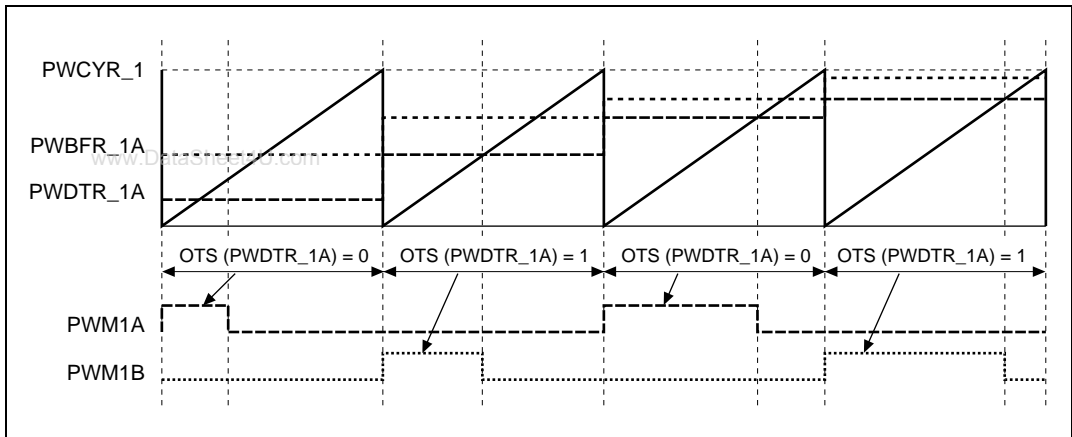 PWCYR_1
PWBFR_1A
www.DataSheet4U.com
PWDTR_1A
OTS (PWDTR_1A) = 0 OTS (PWDTR_1A) = 1 OTS (PWDTR_1A) = 0 OTS (PWDTR_1A) = 1
PWM1A
PWM1B